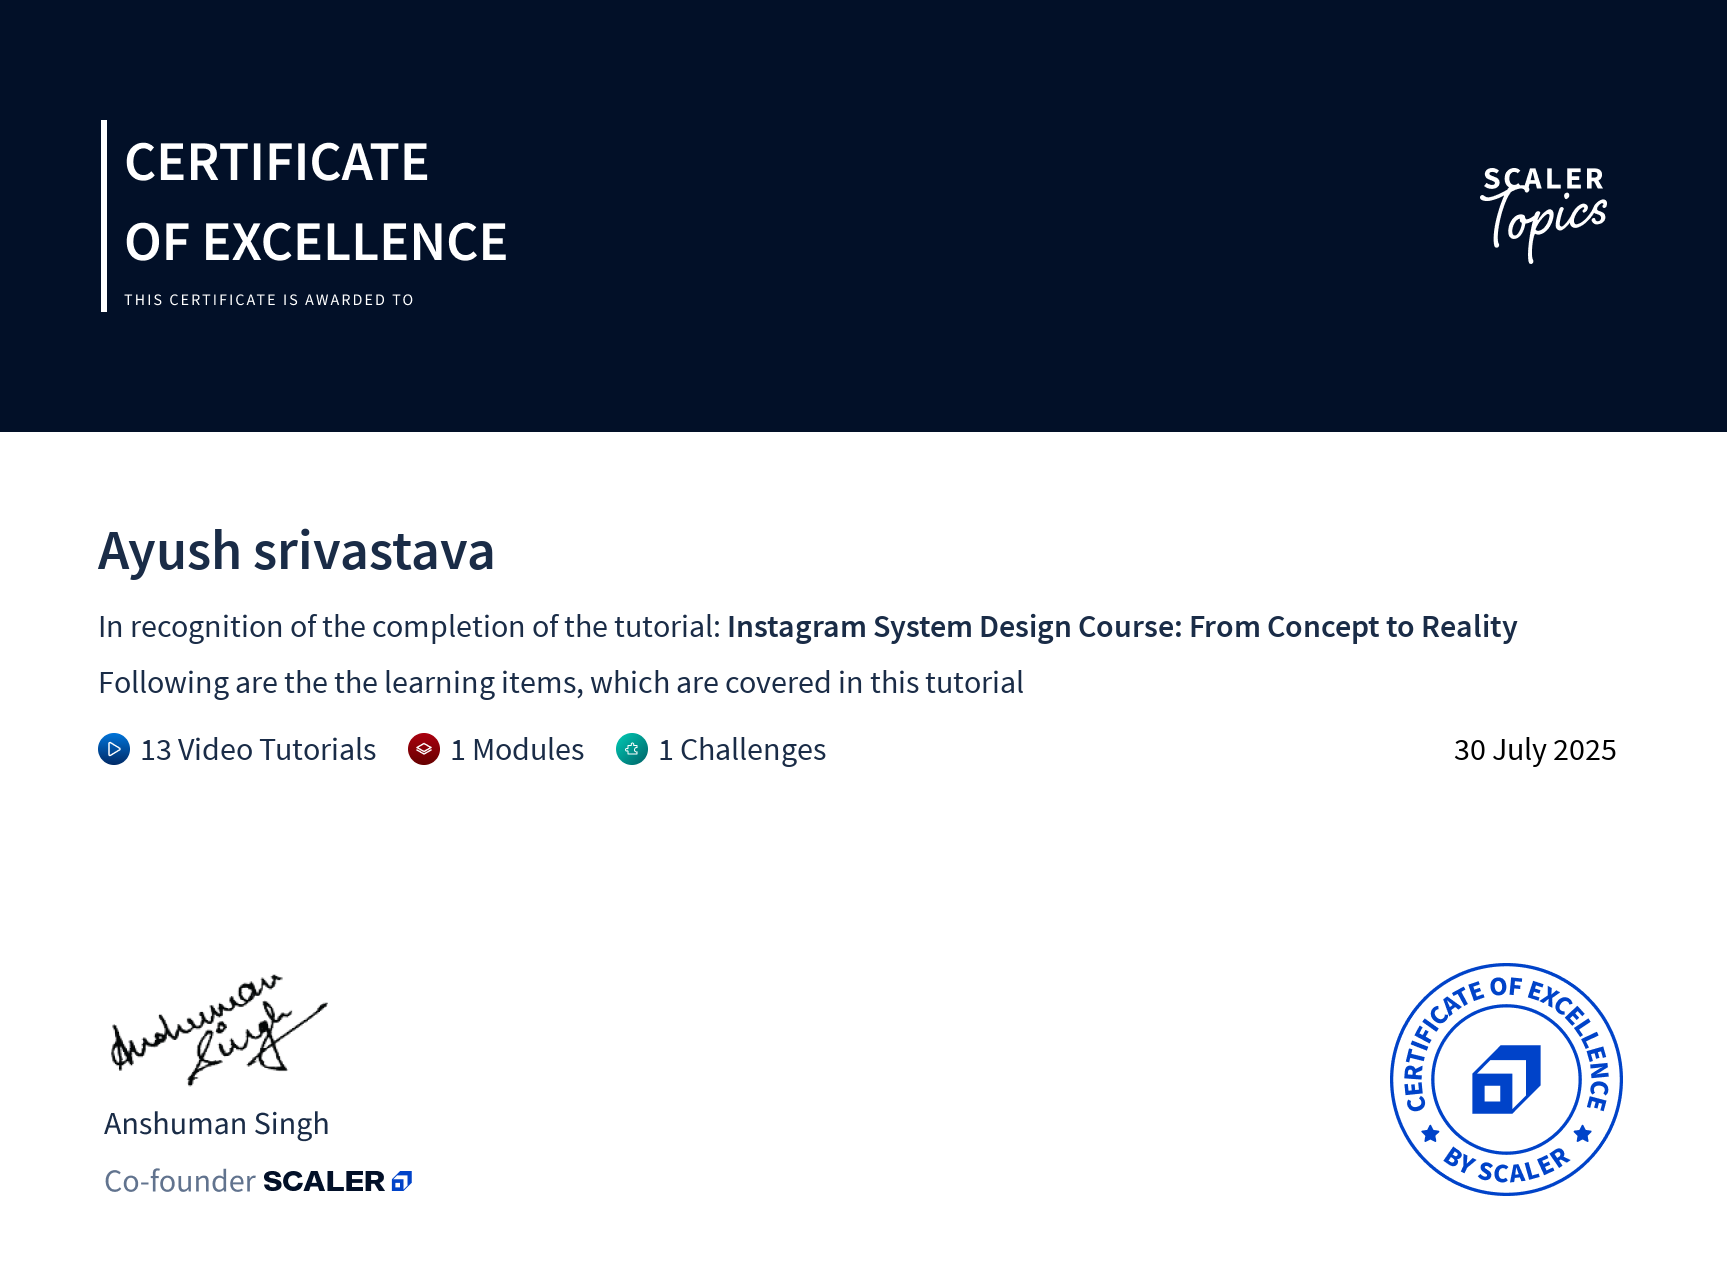 CERTIFICATE
OF EXCELLENCE
THIS CERTIFICATE IS AWARDED TO
SCALER
Topics
Ayush srivastava
In recognition of the completion of the tutorial: Instagram System Design Course: From Concept to Reality
Following are the the learning items, which are covered in this tutorial
13 Video Tutorials 1 Modules 1 Challenges 30 July 2025
Anshuman
Singh
Anshuman Singh
Co-founder SCALER
CERTIFICATE OF EXCELLENCE
BY SCALER